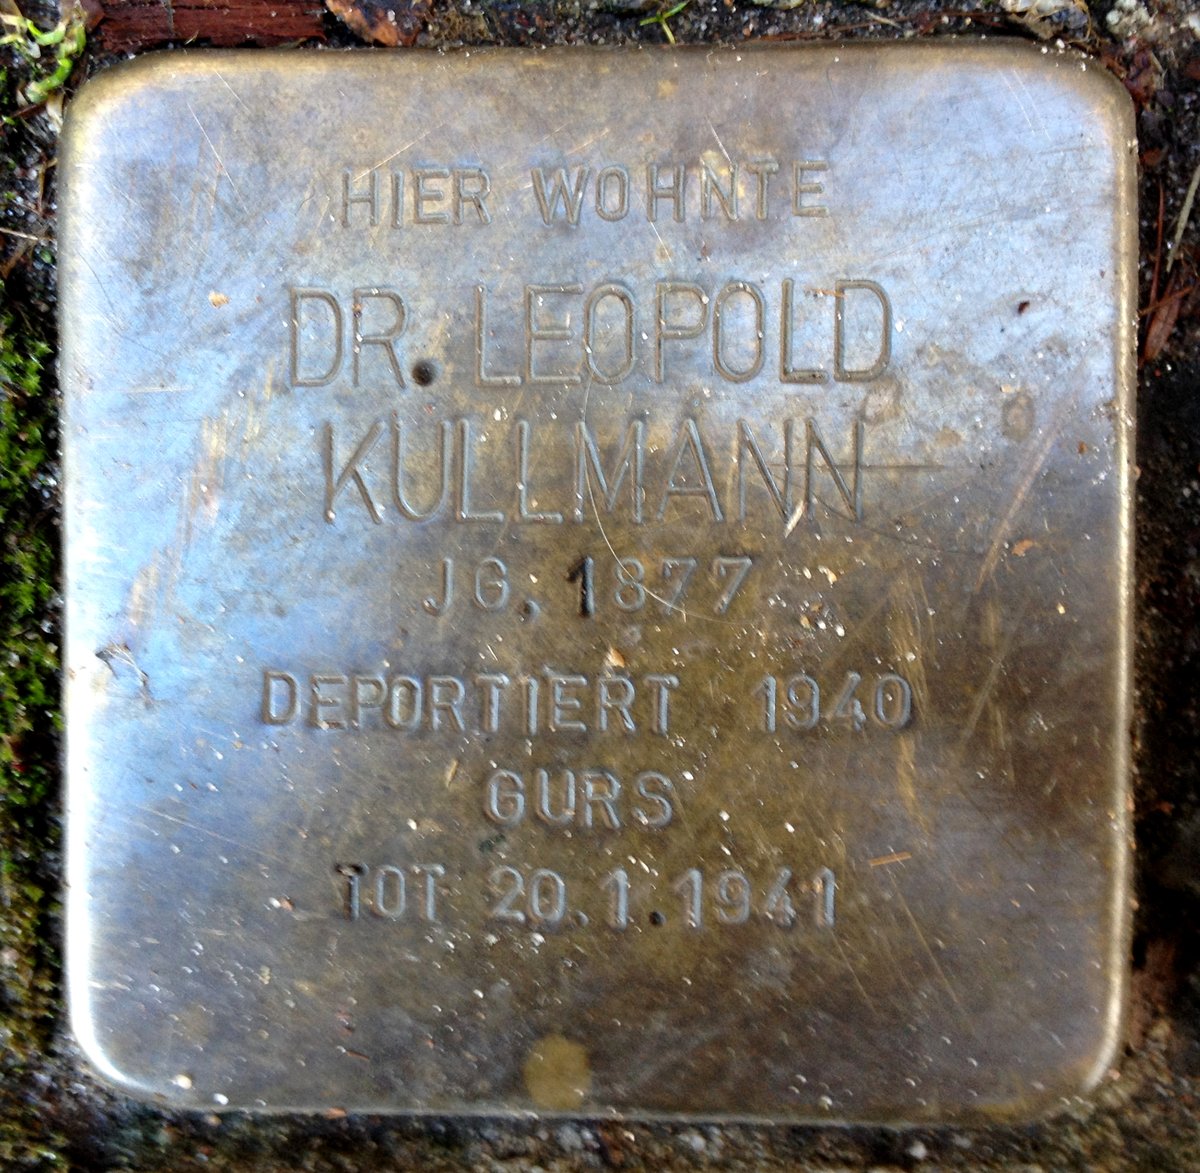 HIER WOHNTE
DR. LEOPOLD
KULLMANN
JG. 1877
DEPORTIERT 1940
GURS
TOT 20.1.1941